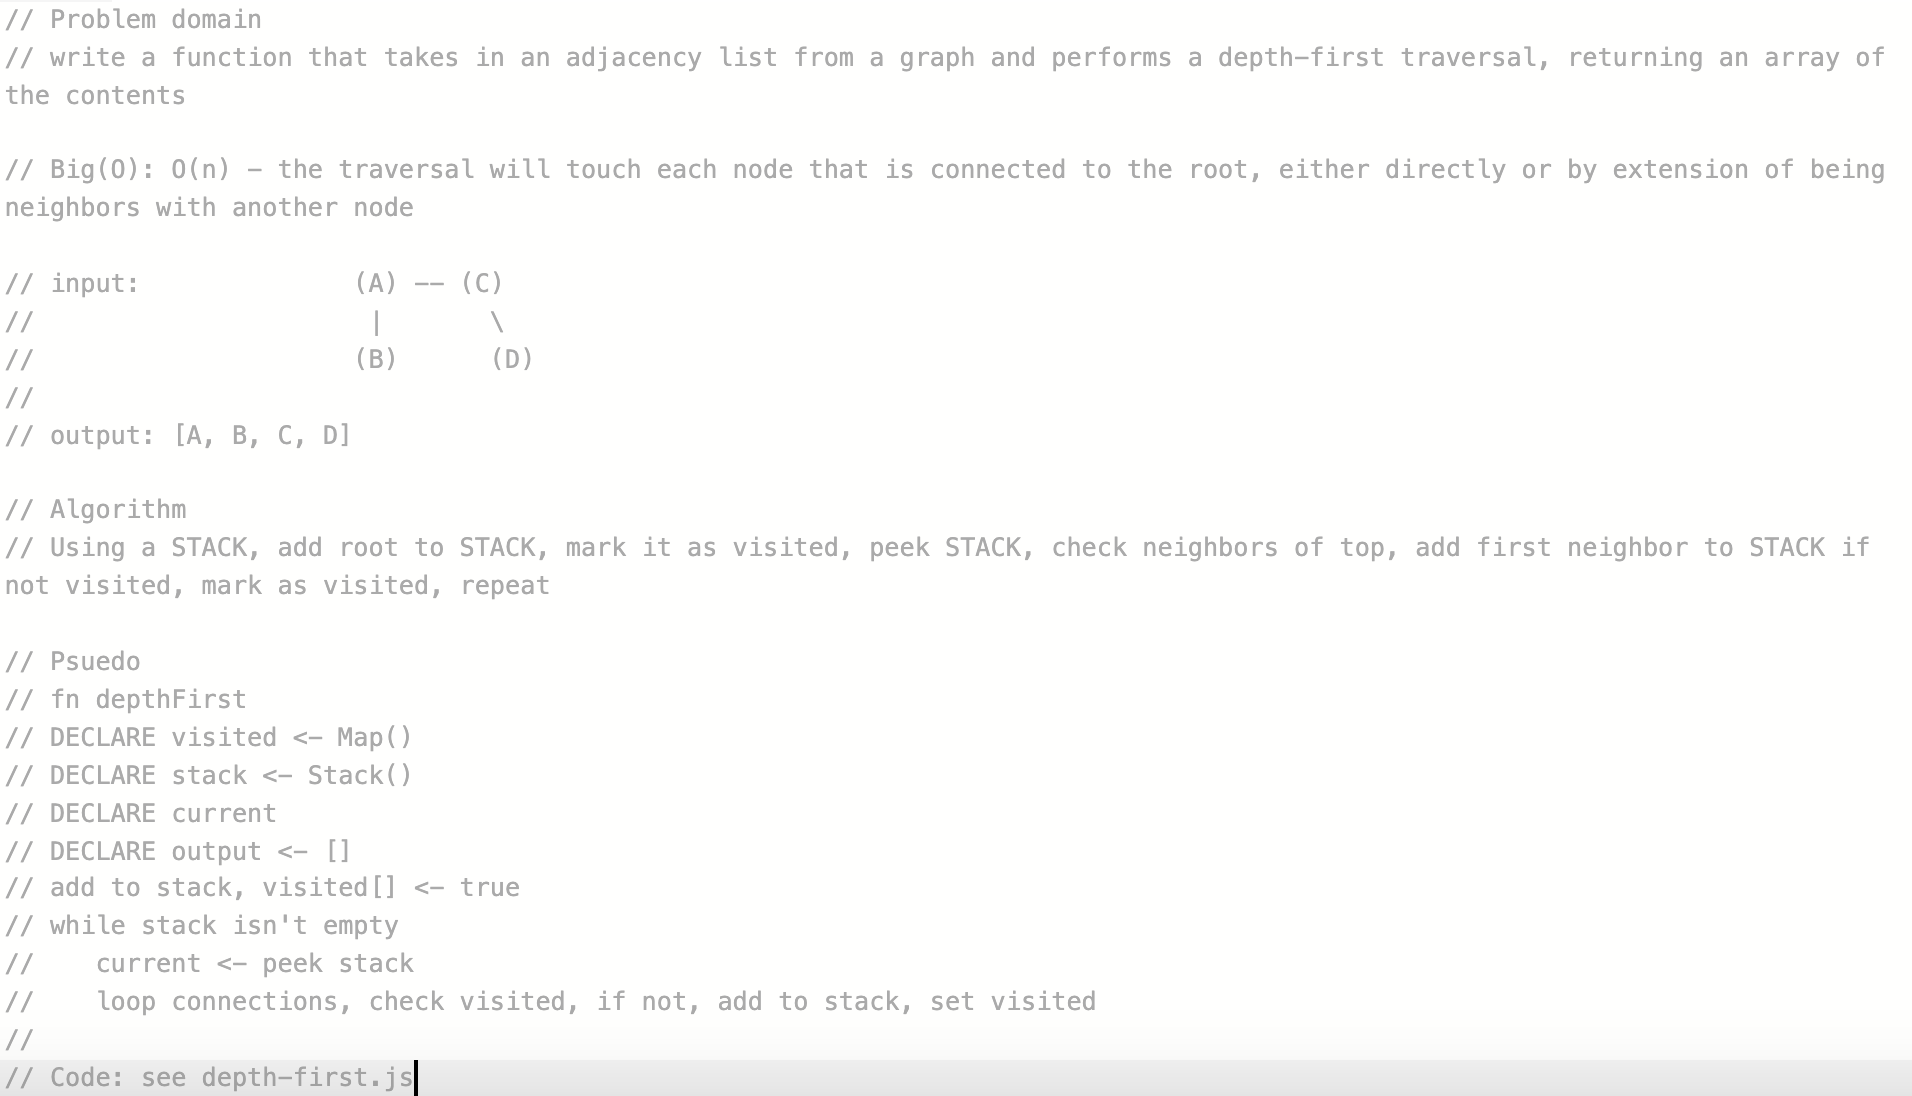 // Problem domain
// write a function that takes in an adjacency list from a graph and performs a depth-first traversal, returning an array of
the contents
// Big(O): O(n) - the traversal will touch each node that is connected to the root, either directly or by extension of being
neighbors with another node
// input:              (A) -- (C)
//                      |       \
//                     (B)      (D)
//
// output: [A, B, C, D]
// Algorithm
// Using a STACK, add root to STACK, mark it as visited, peek STACK, check neighbors of top, add first neighbor to STACK if
not visited, mark as visited, repeat
// Psuedo
// fn depthFirst
// DECLARE visited <- Map()
// DECLARE stack <- Stack()
// DECLARE current
// DECLARE output <- []
// add to stack, visited[] <- true
// while stack isn't empty
//    current <- peek stack
//    loop connections, check visited, if not, add to stack, set visited
//
// Code: see depth-first.js